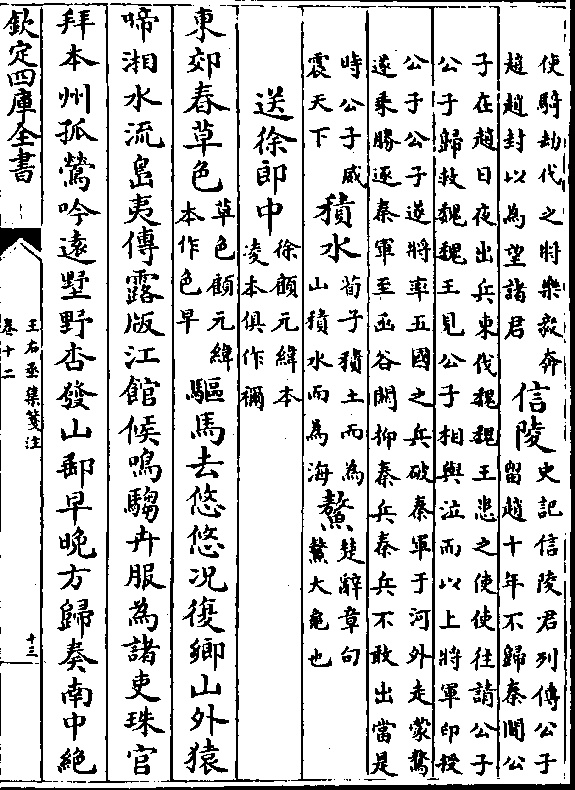 使騎劫代之将樂毅奔
趙趙封以為望諸君
信陵
史記信陵君列傳公子
留趙十年不歸秦聞公
子在趙日夜出兵東伐魏魏王患之使使往請公子
公子歸救魏魏王見公子相與泣而以上將軍印授
公子公子遂將率五國之兵破秦軍于河外走蒙驁
遂乘勝逐秦軍至函谷關抑秦兵秦兵不敢出當是
時公子威
震天下
積水
荀子積土而為
山積水而為海
鰲
楚辭章句
鰲大龜也
送徐郎中
徐顧元緯本
凌本俱作禰
東郊春草色
草色顧元緯
本作色早
驅馬去悠悠况復鄉山外猿
啼湘水流島夷傳露版江館候鳴騶卉服為諸吏珠官
拜本州孤鶯吟遠墅野杏發山郵早晚方歸奏南中絶
欽定四庫全書
王右丞集箋注
卷十二
十三